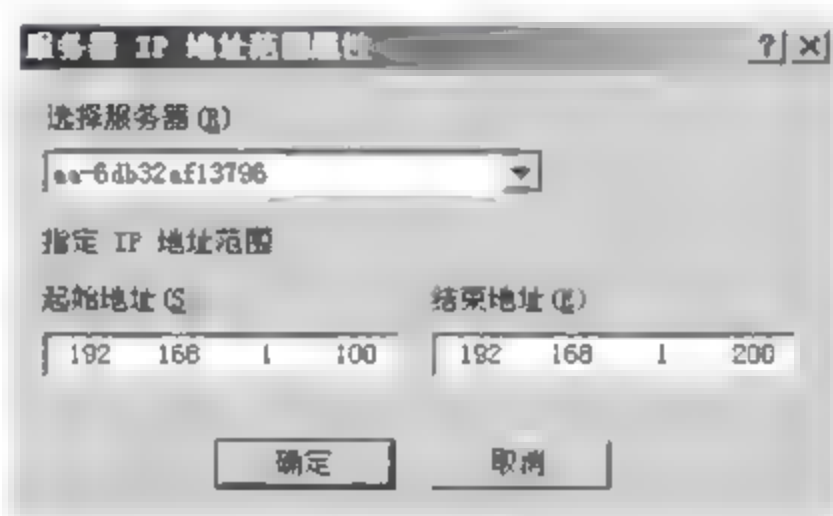 服务器 IP 地址范围属性
选择服务器(R)
aa-6db32af13796
指定 IP 地址范围
起始地址(S
结束地址(E)
192 168 1 100
192 168 1 200
确定
取消